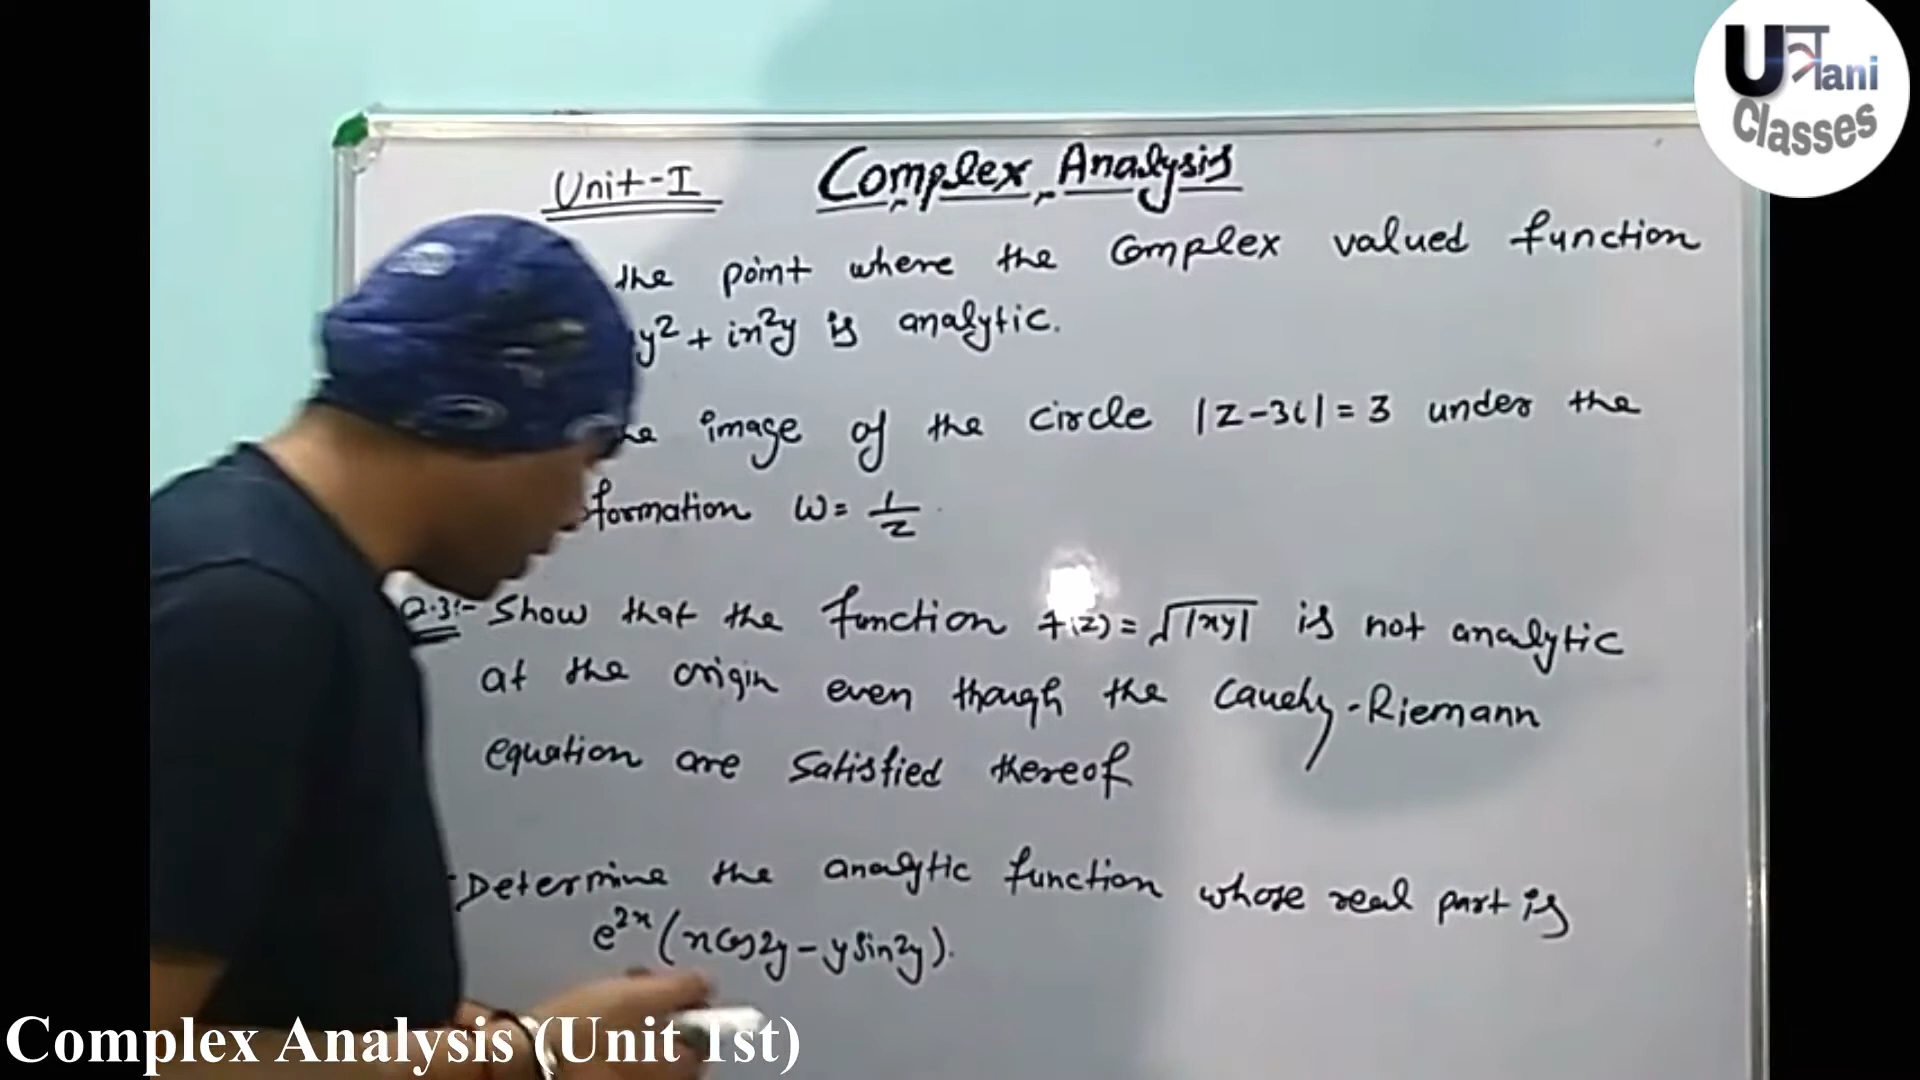 Uत्रlani
Classes
Unit-I Complex Analysis
the point where the Complex valued function
y² + ix²y is analytic.
image of the circle |z-3i| = 3 under the
formation w = 1/z
Q.3:- Show that the function f(z) = √|xy| is not analytic
at the origin even though the Cauchy-Riemann
equation are satisfied thereof
Determine the analytic function whose real part is
e²ˣ(x cos2y - y sin2y).
Complex Analysis (Unit 1st)